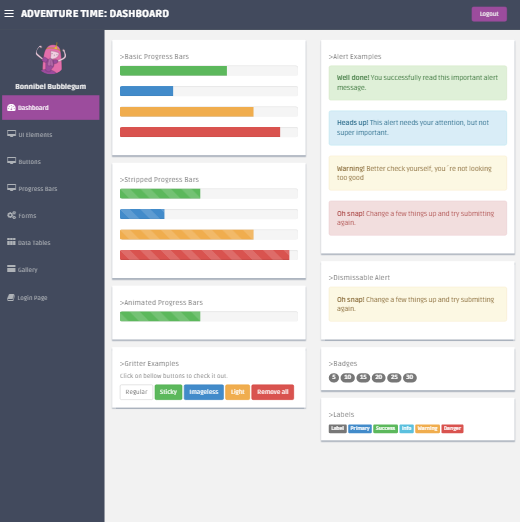 ADVENTURE TIME: DASHBOARD
Logout
Bonnibel Bubblegum
Dashboard
UI Elements
Buttons
Progress Bars
Forms
Data Tables
Gallery
Login Page
>Basic Progress Bars
>Stripped Progress Bars
>Animated Progress Bars
>Gritter Examples
Click on bellow buttons to check it out.
Regular Sticky Imageless Light Remove all
>Alert Examples
Well done! You successfully read this important alert
message.
Heads up! This alert needs your attention, but not
super important.
Warning! Better check yourself, you´re not looking
too good
Oh snap! Change a few things up and try submitting
again.
>Dismissable Alert
Oh snap! Change a few things up and try submitting
again.
>Badges
5 10 15 20 25 30
>Labels
Label Primary Success Info Warning Danger